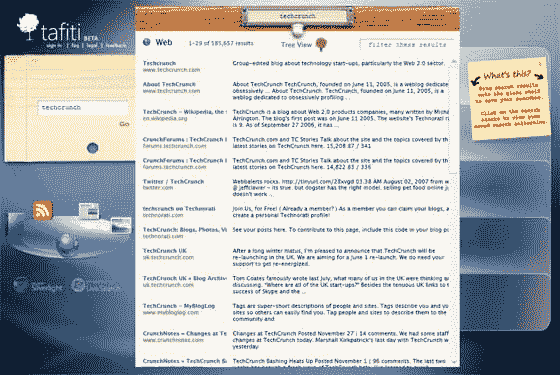 tafiti BETA
sign in | faq | legal | feedback
techcrunch
Go
techcrunch
Web 1-29 of 185,657 results
Tree View
filter these results
TechCrunch
www.techcrunch.com
Group-edited blog about technology start-ups, particularly the Web 2.0 sector.
About TechCrunch
www.techcrunch.com
About TechCrunch TechCrunch, founded on June 11, 2005, is a weblog dedicated to
obsessively ... About TechCrunch. TechCrunch, founded on June 11, 2005, is a
weblog dedicated to obsessively profiling...
TechCrunch - Wikipedia, the
en.wikipedia.org
TechCrunch is a blog about Web 2.0 products and companies, many written by Michael
Arrington. The blog's first post was on June 11, 2005. The website's Technorati
is 9. As of September 27 2006, it has ...
CrunchForums : TechCrunch
forums.techcrunch.com
TechCrunch.com and TC Stories Talk about the site and the topics covered by the
latest stories on TechCrunch.com here. 15,208 87 / 341
CrunchForums : TechCrunch
forums.techcrunch.com
TechCrunch.com and TC Stories Talk about the site and the topics covered by the
latest stories on TechCrunch.com here. 14,822 83 / 336
Twitter / TechCrunch
twitter.com
Webbalerts rocks. http://tinyurl.com/2Exvgd 03:38 AM August 02, 2007 from
@ jeffclavier - its true. but dogster has the right model, selling pet food online
doesn't work ..
techcrunch on Technorati
technorati.com
Join Us, for Free! ( Already a member? ) As a member you can claim your blog,
create a personal Technorati profile!
TechCrunch: Blogs, Photos, Vi
technorati.com
See your posts here. To contribute to this page, include this code in your blog po
TechCrunch UK
uk.techcrunch.com
After a long winter hiatus, I'm pleased to announce that TechCrunch will be
re-launching in the UK. We are aiming for a June 1 re-launch. We do need your
support to get re-energized.
TechCrunch UK » Blog Archive
uk.techcrunch.com
Tom Coates famously wrote last July, what many of us in the UK were thinking
discussing. "Where are all of the UK start-ups?" Besides the tenuous UK links to
success of Skype and the ..
TechCrunch - MyBlogLog
www.mybloglog.com
Tags are super-short descriptions of people and sites. Tags describe you and yo
sites so others can easily find you. Tag people and sites to describe them to the
community and
CrunchNotes » Changes at Te
www.crunchnotes.com
Changes at TechCrunch Posted November 27 | 14 comments. We had some staff
changes at TechCrunch today. Marshall Kirkpatrick's last day with TechCrunch w
yesterday
CrunchNotes » TechCrunch
TechCrunch Bashing Heats Up Posted November 1 | 96 comments. The last two
What's this?
Drag search results
onto the glass shelf
to save your searches.
Click on the search
stacks to view your
saved search collection.